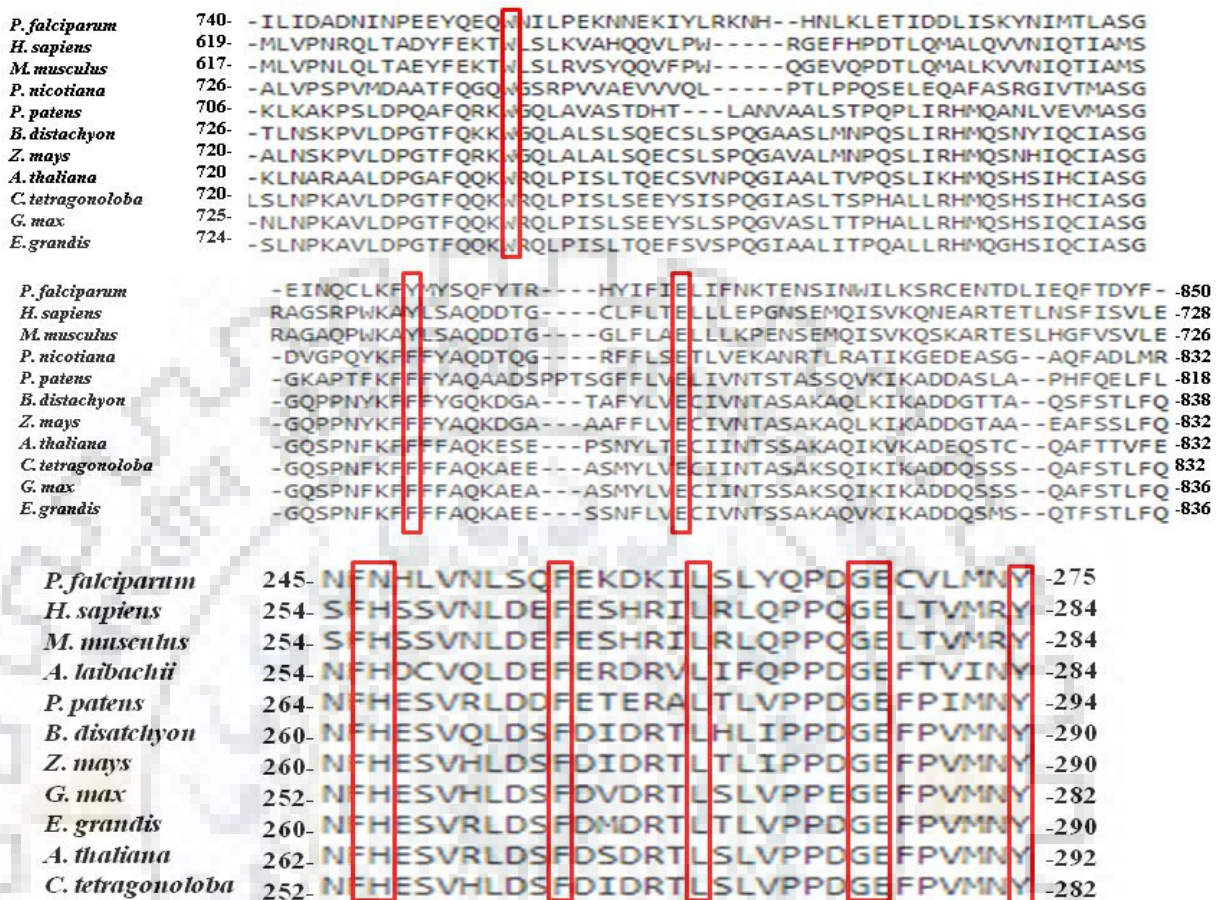 P.falciparum 740- -ILIDADNINPEEYQEQWNILPEKNNEKIYLRKNH--HNLKLETIDDLISKYNIMTLASG
H.sapiens 619- -MLVPNRQLTADYFEKTWLSLKVAHQQVLPW-----RGEFHPDTLQMALQVVNIQTIAMS
M.musculus 617- -MLVPNLQLTAEYFEKTWLSLRVSYQQVFPW-----QGEVQPDTLQMALKVVNIQTIAMS
P.nicotiana 726- -ALVPSPVMDAATFQGQWGSRPVVAEVVVQL-----PTLPPQSELEQAFASRGIVTMASG
P.patens 706- -KLKAKPSLDPQAFQRKWGQLAVASTDHT---LANVAALSTPQPLIRHMQANLVEVMASG
B.distachyon 726- -TLNSKPVLDPGTFQKKWGQLALSLSQECSLSPQGAASLMNPQSLIRHMQSNYIQCIASG
Z.mays 720- -ALNSKPVLDPGTFQRKWGQLALALSQECSLSPQGAVALMNPQSLIRHMQSNHIQCIASG
A.thaliana 720 -KLNARAALDPGAFQQKWRQLPISLTQECSVNPQGIAALTVPQSLIKHMQSHSIHCIASG
C.tetragonoloba 720- LSLNPKAVLDPGTFQQKWRQLPISLSEEYSISPQGIASLTSPHALLRHMQSHSIHCIASG
G.max 725- -NLNPKAVLDPGTFQQKWRQLPISLSEEYSLSPQGVASLTTPHALLRHMQSHSIQCIASG
E.grandis 724- -SLNPKAVLDPGTFQQKWRQLPISLTQEFSVSPQGIAALITPQALLRHMQGHSIQCIASG
P.falciparum -EINQCLKFYMYSQFYTR----HYIFIELIFNKTENSINWILKSRCENTDLIEQFTDYF- -850
H.sapiens RAGSRPWKAYLSAQDDTG----CLFLTELLLEPGNSEMQISVKQNEARTETLNSFISVLE -728
M.musculus RAGAQPWKAYLSAQDDTG----GLFLAELLLKPENSEMQISVKQSKARTESLHGFVSVLE -726
P.nicotiana -DVGPQYKFFFYAQDTQG----RFFLSETLVEKANRTLRATIKGEDEASG--AQFADLMR -832
P.patens -GKAPTFKFFFYAQAADSPPTSGFFLVELIVNTSTASSQVKIKADDASLA--PHFQELFL -818
B.distachyon -GQPPNYKFFFYGQKDGA---TAFYLVECIVNTASAKAQLKIKADDGTTA--QSFSTLFQ -838
Z.mays -GQPPNYKFFFYAQKDGA---AAFFLVECIVNTASAKAQLKIKADDGTAA--EAFSSLFQ -832
A.thaliana -GQSPNFKFFFFAQKESE---PSNYLTECIINTSSAKAQIKVKADEQSTC--QAFTTVFE -832
C.tetragonoloba -GQSPNFKFFFFAQKAEE---ASMYLVECIINTASAKSQIKIKADDQSSS--QAFSTLFQ 832
G.max -GQSPNFKFFFFAQKAEA---ASMYLVECIINTSSAKSQIKIKADDQSSS--QAFSTLFQ -836
E.grandis -GQSPNFKFFFFAQKAEE---SSNFLVECIVNTSSAKAQVKIKADDQSMS--QTFSTLFQ -836
P.falciparum 245- NFNHLVNLSQFEKDKILSLYQPDGECVLMNY -275
H. sapiens 254- SFHSSVNLDEFESHRILRLQPPQGELTVMRY -284
M. musculus 254- SFHSSVNLDEFESHRILRLQPPQGELTVMRY -284
A. laibachii 254- NFHDCVQLDEFERDRVLIFQPPDGEFTVINY -284
P. patens 264- NFHESVRLDDFETERALTLVPPDGEFPIMNY -294
B. disatchyon 260- NFHESVQLDSFDIDRTLHLIPPDGEFPVMNY -290
Z. mays 260- NFHESVHLDSFDIDRTLTLIPPDGEFPVMNY -290
G. max 252- NFHESVHLDSFDVDRTLSLVPPEGEFPVMNY -282
E. grandis 260- NFHESVRLDSFDMDRTLTLVPPDGEFPVMNY -290
A. thaliana 262- NFHESVRLDSFDSDRTLSLVPPDGEFPVMNY -292
C. tetragonoloba 252- NFHESVHLDSFDIDRTLSLVPPDGEFPVMNY -282